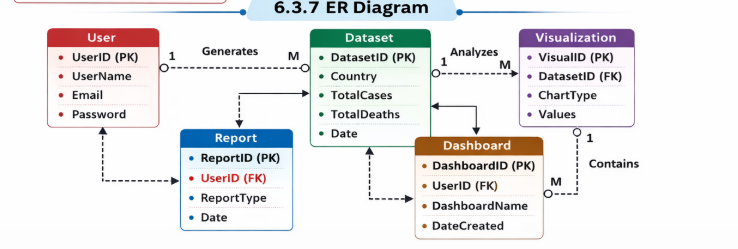 6.3.7 ER Diagram
User
UserID (PK)
UserName
Email
Password
1
Generates
M
Dataset
DatasetID (PK)
Country
TotalCases
TotalDeaths
Date
1
Analyzes
M
Visualization
VisualID (PK)
DatasetID (FK)
ChartType
Values
Report
ReportID (PK)
UserID (FK)
ReportType
Date
Dashboard
DashboardID (PK)
UserID (FK)
DashboardName
DateCreated
1
Contains
M